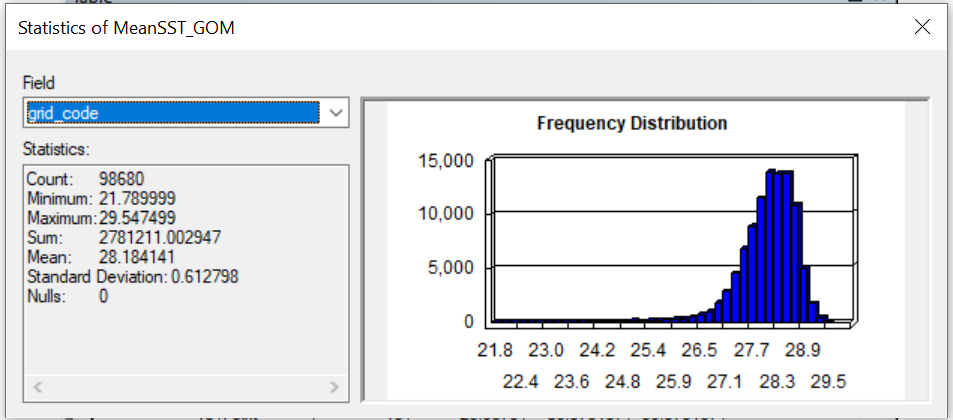 Statistics of MeanSST_GOM
Field
grid_code
Statistics:
Count: 98680
Minimum: 21.789999
Maximum: 29.547499
Sum: 2781211.002947
Mean: 28.184141
Standard Deviation: 0.612798
Nulls: 0
Frequency Distribution
15,000
10,000
5,000
0
21.8 23.0 24.2 25.4 26.5 27.7 28.9
22.4 23.6 24.8 25.9 27.1 28.3 29.5